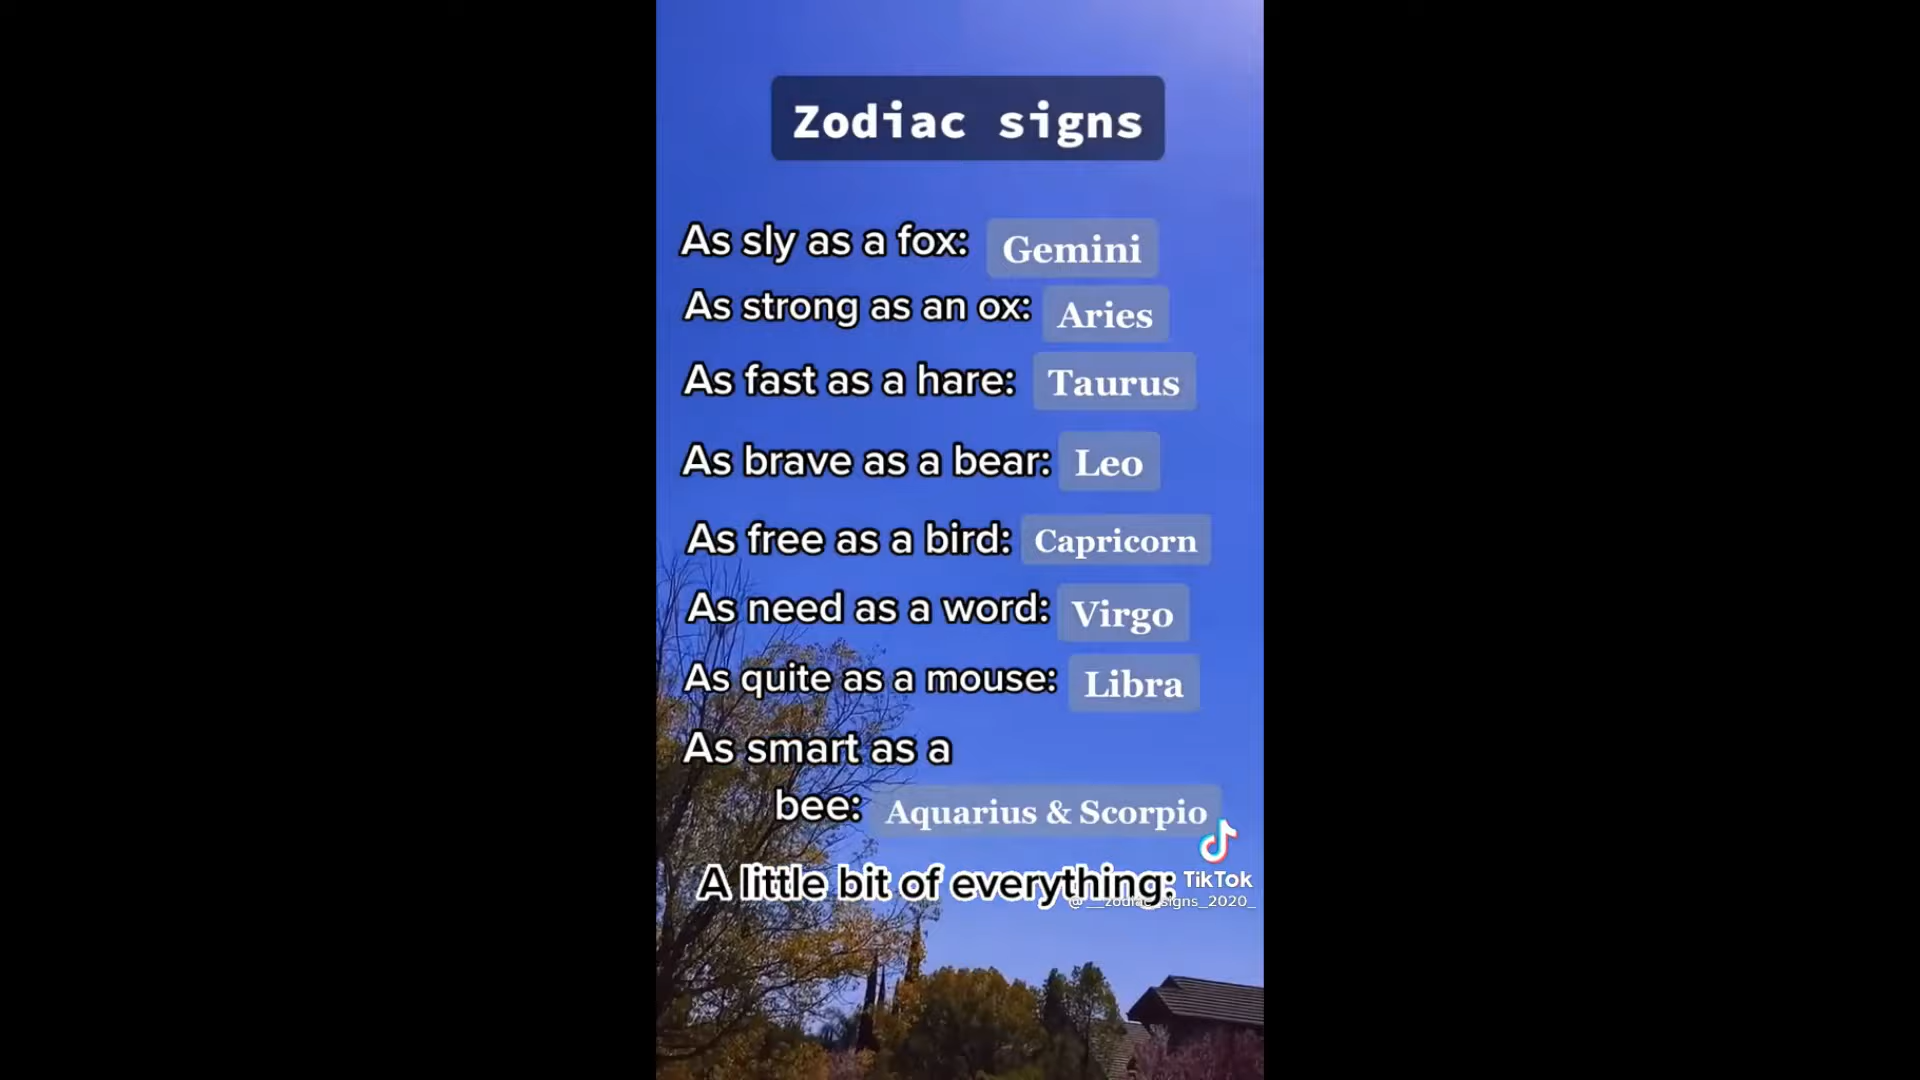 Zodiac signs
As sly as a fox: Gemini
As strong as an ox: Aries
As fast as a hare: Taurus
As brave as a bear: Leo
As free as a bird: Capricorn
As need as a word: Virgo
As quite as a mouse: Libra
As smart as a
bee: Aquarius & Scorpio
A little bit of everything:
TikTok
@__zodiac_signs_2020_